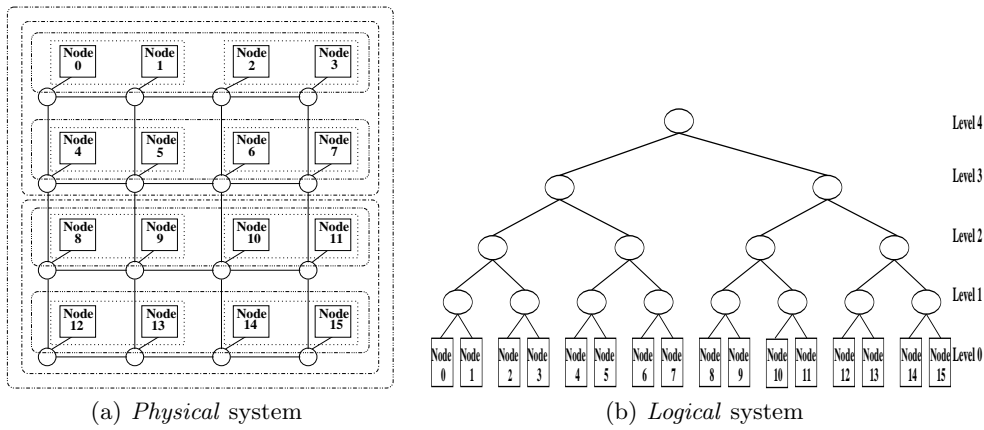 Node Node Node Node
0 1 2 3
Node Node Node Node
4 5 6 7
Node Node Node Node
8 9 10 11
Node Node Node Node
12 13 14 15
(a) Physical system
Level 4
Level 3
Level 2
Level 1
Node Node Node Node Node Node Node Node Node Node Node Node Node Node Node Node Level 0
0 1 2 3 4 5 6 7 8 9 10 11 12 13 14 15
(b) Logical system